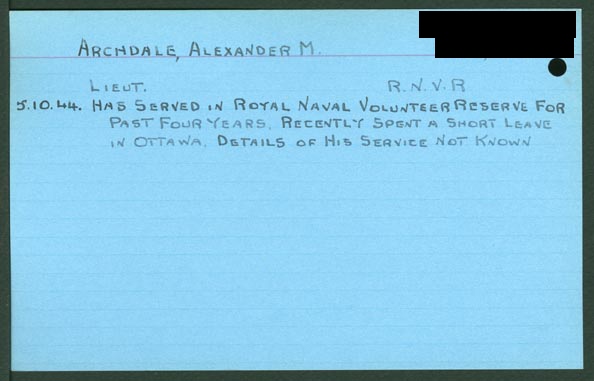 ARCHDALE, ALEXANDER M.
LIEUT. R.N.V.R
5.10.44. HAS SERVED IN ROYAL NAVAL VOLUNTEER RESERVE FOR
PAST FOUR YEARS. RECENTLY SPENT A SHORT LEAVE
IN OTTAWA. DETAILS OF HIS SERVICE NOT KNOWN